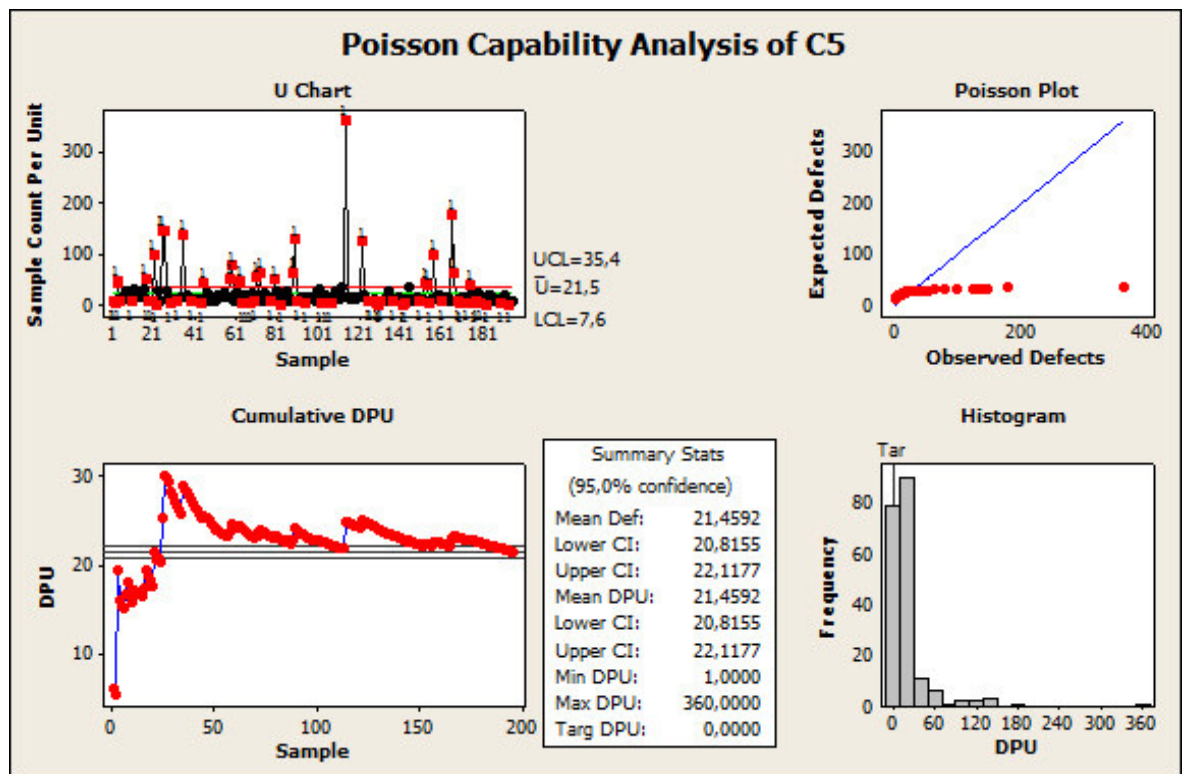 Poisson Capability Analysis of C5
U Chart
Sample Count Per Unit
300
200
100
0
1 21 41 61 81 101 121 141 161 181
Sample
UCL=35,4
U̅=21,5
LCL=7,6
Poisson Plot
Expected Defects
300
200
100
0
0 200 400
Observed Defects
Cumulative DPU
DPU
30
20
10
0 50 100 150 200
Sample
Summary Stats
(95,0% confidence)
Mean Def: 21,4592
Lower CI: 20,8155
Upper CI: 22,1177
Mean DPU: 21,4592
Lower CI: 20,8155
Upper CI: 22,1177
Min DPU: 1,0000
Max DPU: 360,0000
Targ DPU: 0,0000
Histogram
Tar
Frequency
80
60
40
20
0
0 60 120 180 240 300 360
DPU